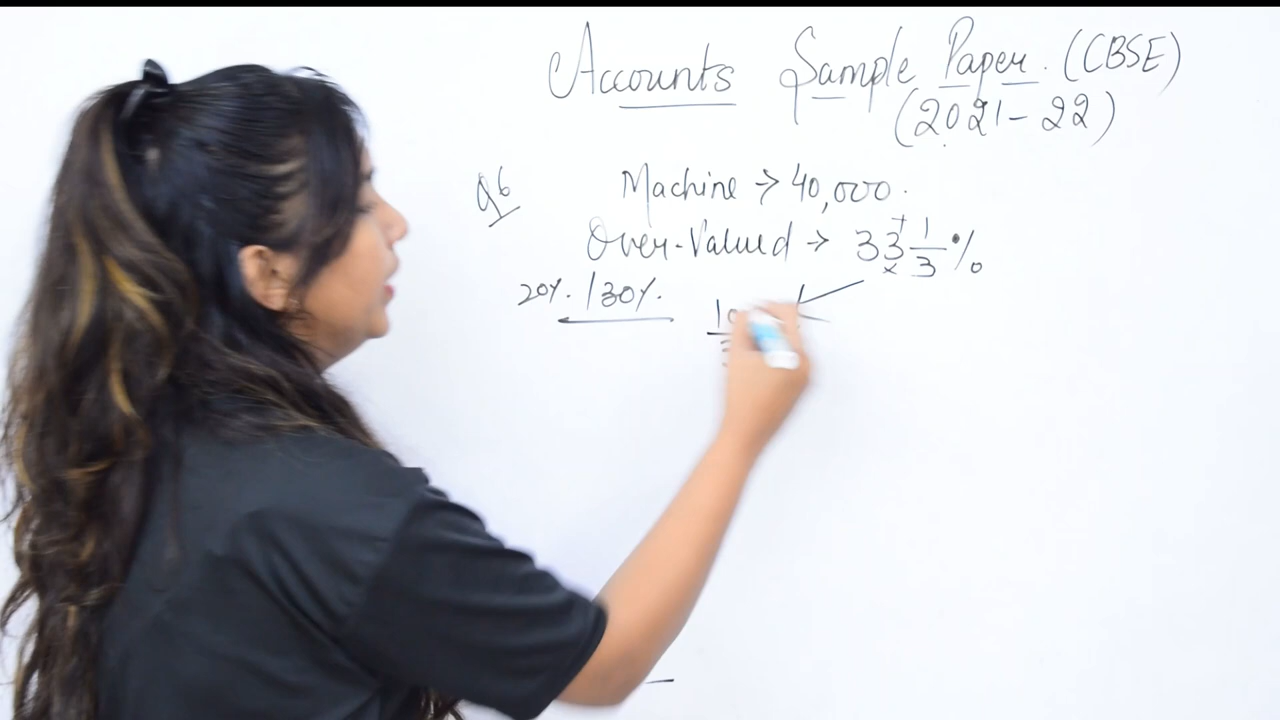 Accounts Sample Paper. (CBSE)
(2021-22)
Q6 Machine → 40,000.
Over-Valued → 33 1/3 %
20%. | 30%.